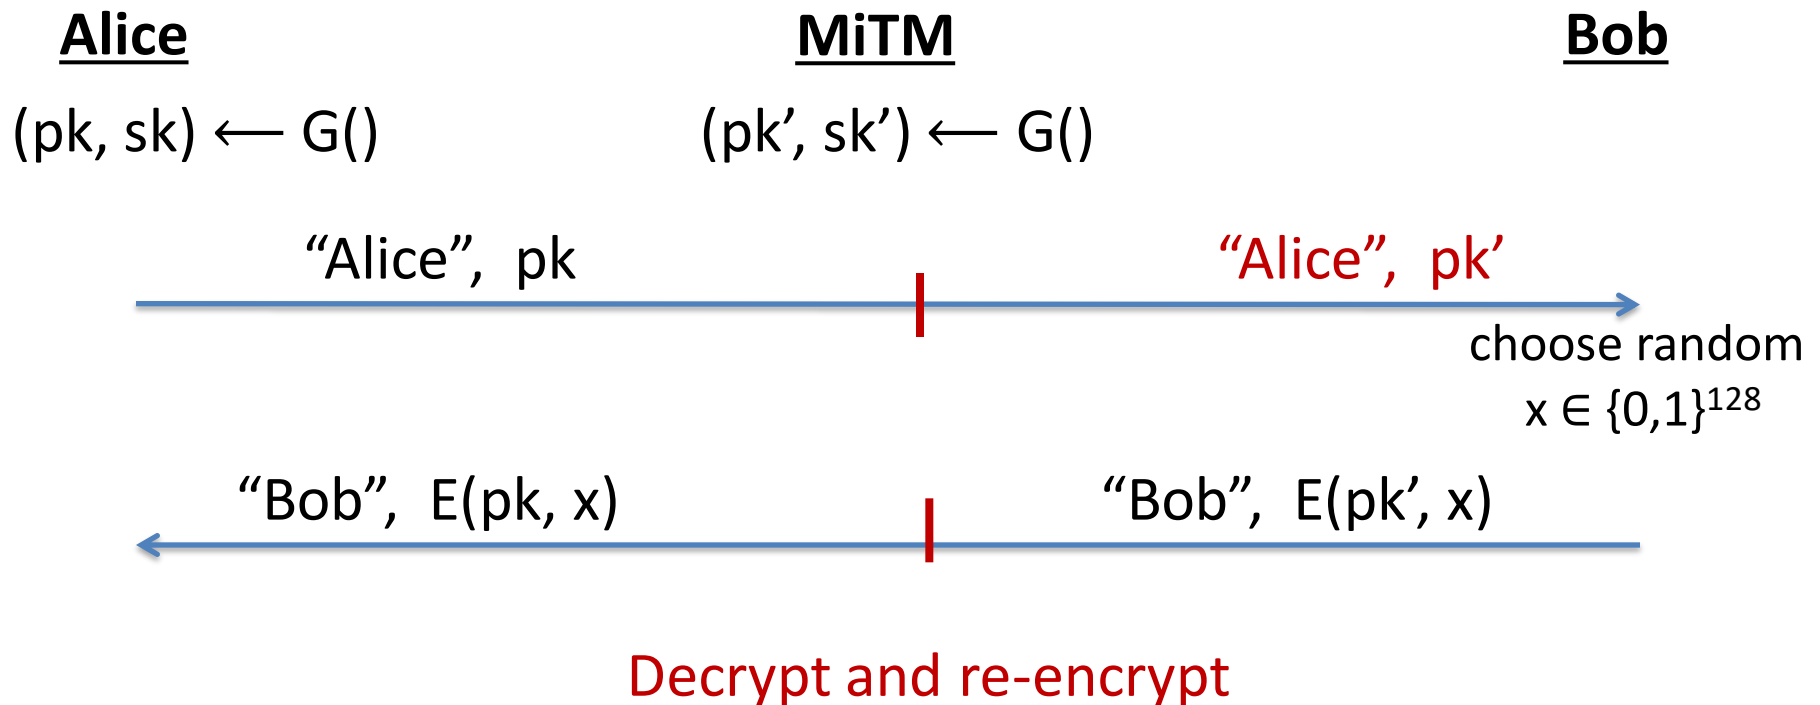 Alice MiTM Bob
(pk, sk) ⟵ G() (pk’, sk’) ⟵ G()
“Alice”, pk “Alice”, pk’
choose random
x ∈ {0,1}¹²⁸
“Bob”, E(pk, x) “Bob”, E(pk’, x)
Decrypt and re-encrypt